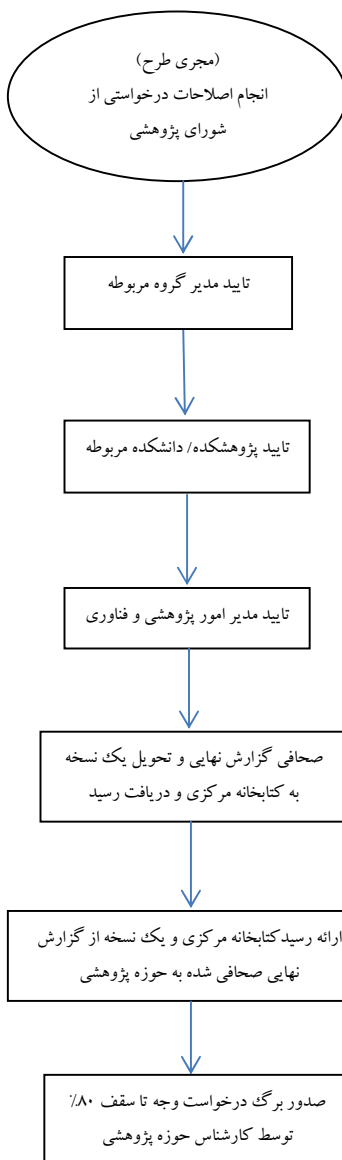 (مجری طرح)
انجام اصلاحات درخواستی از
شورای پژوهشی
تایید مدیر گروه مربوطه
تایید پژوهشکده/ دانشکده مربوطه
تایید مدیر امور پژوهشی و فناوری
صحافی گزارش نهایی و تحویل یک نسخه
به کتابخانه مرکزی و دریافت رسید
ارائه رسیدکتابخانه مرکزی و یک نسخه از گزارش
نهایی صحافی شده به حوزه پژوهشی
صدور برگ درخواست وجه تا سقف ۸۰٪
توسط کارشناس حوزه پژوهشی